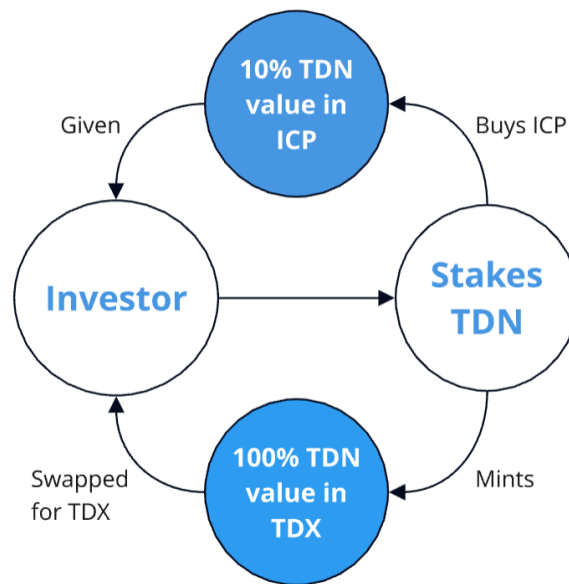 10% TDN
value in
ICP
Given
Buys ICP
Investor
Stakes
TDN
100% TDN
value in
TDX
Swapped
for TDX
Mints